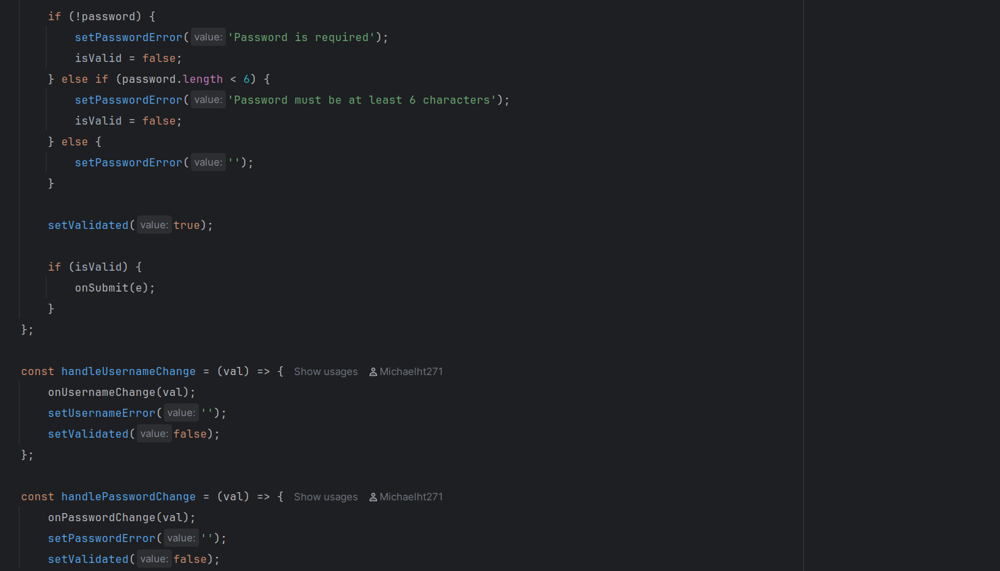 if (!password) {
setPasswordError( value: 'Password is required');
isValid = false;
} else if (password.length < 6) {
setPasswordError( value: 'Password must be at least 6 characters');
isValid = false;
} else {
setPasswordError( value: '');
}
setValidated( value: true);
if (isValid) {
onSubmit(e);
}
};
const handleUsernameChange = (val) => { Show usages Michaelht271
onUsernameChange(val);
setUsernameError( value: '');
setValidated( value: false);
};
const handlePasswordChange = (val) => { Show usages Michaelht271
onPasswordChange(val);
setPasswordError( value: '');
setValidated( value: false);